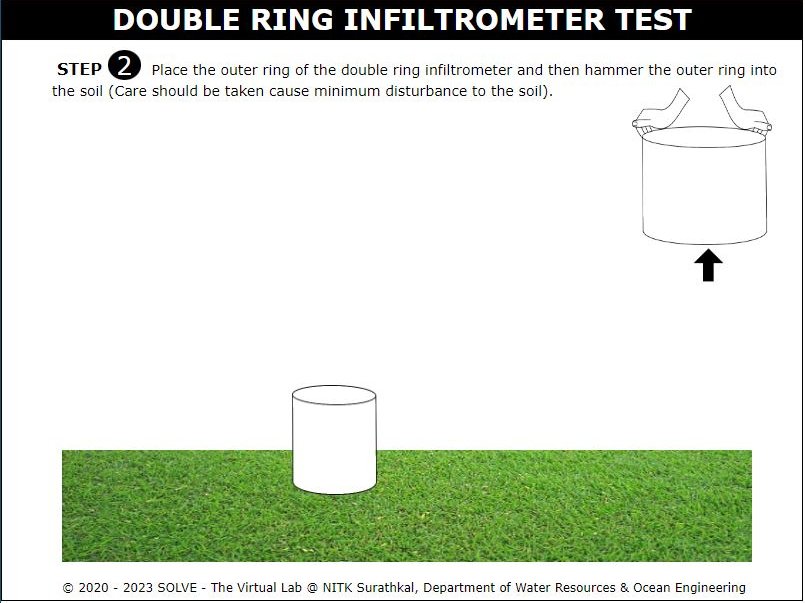 DOUBLE RING INFILTROMETER TEST
STEP 2 Place the outer ring of the double ring infiltrometer and then hammer the outer ring into
the soil (Care should be taken cause minimum disturbance to the soil).
© 2020 - 2023 SOLVE - The Virtual Lab @ NITK Surathkal, Department of Water Resources & Ocean Engineering